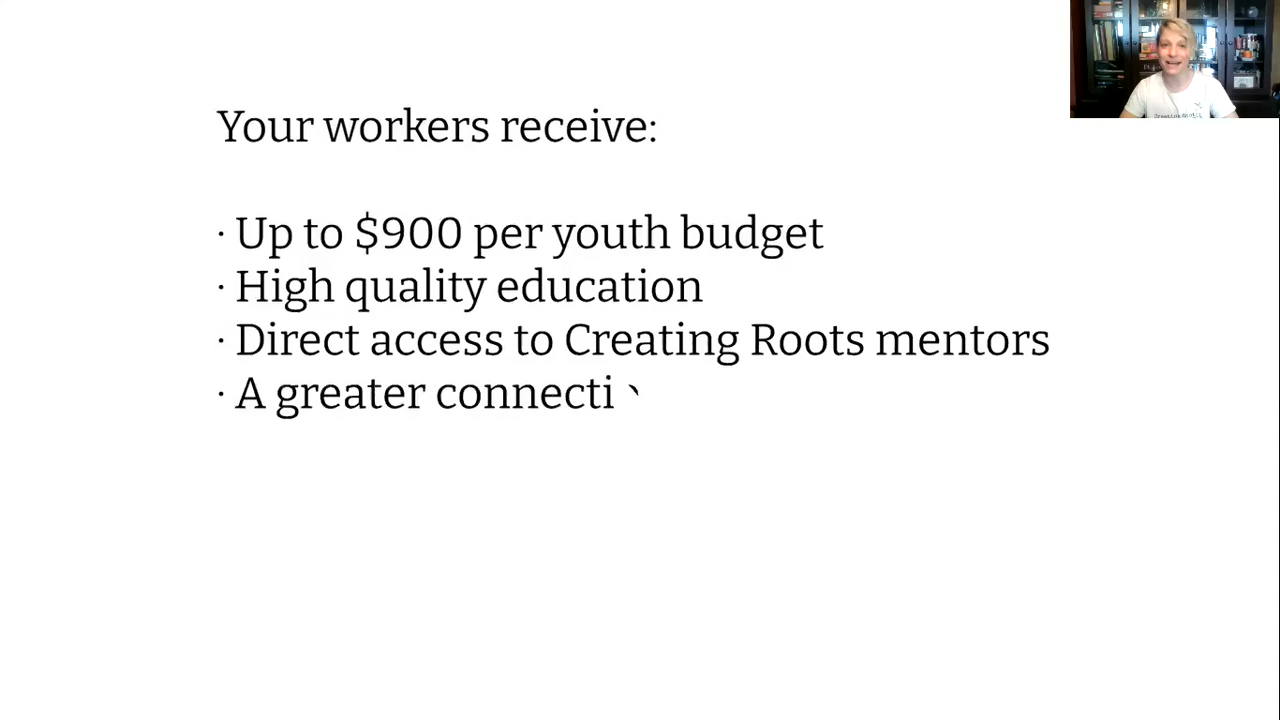 Your workers receive:
· Up to $900 per youth budget
· High quality education
· Direct access to Creating Roots mentors
· A greater connecti